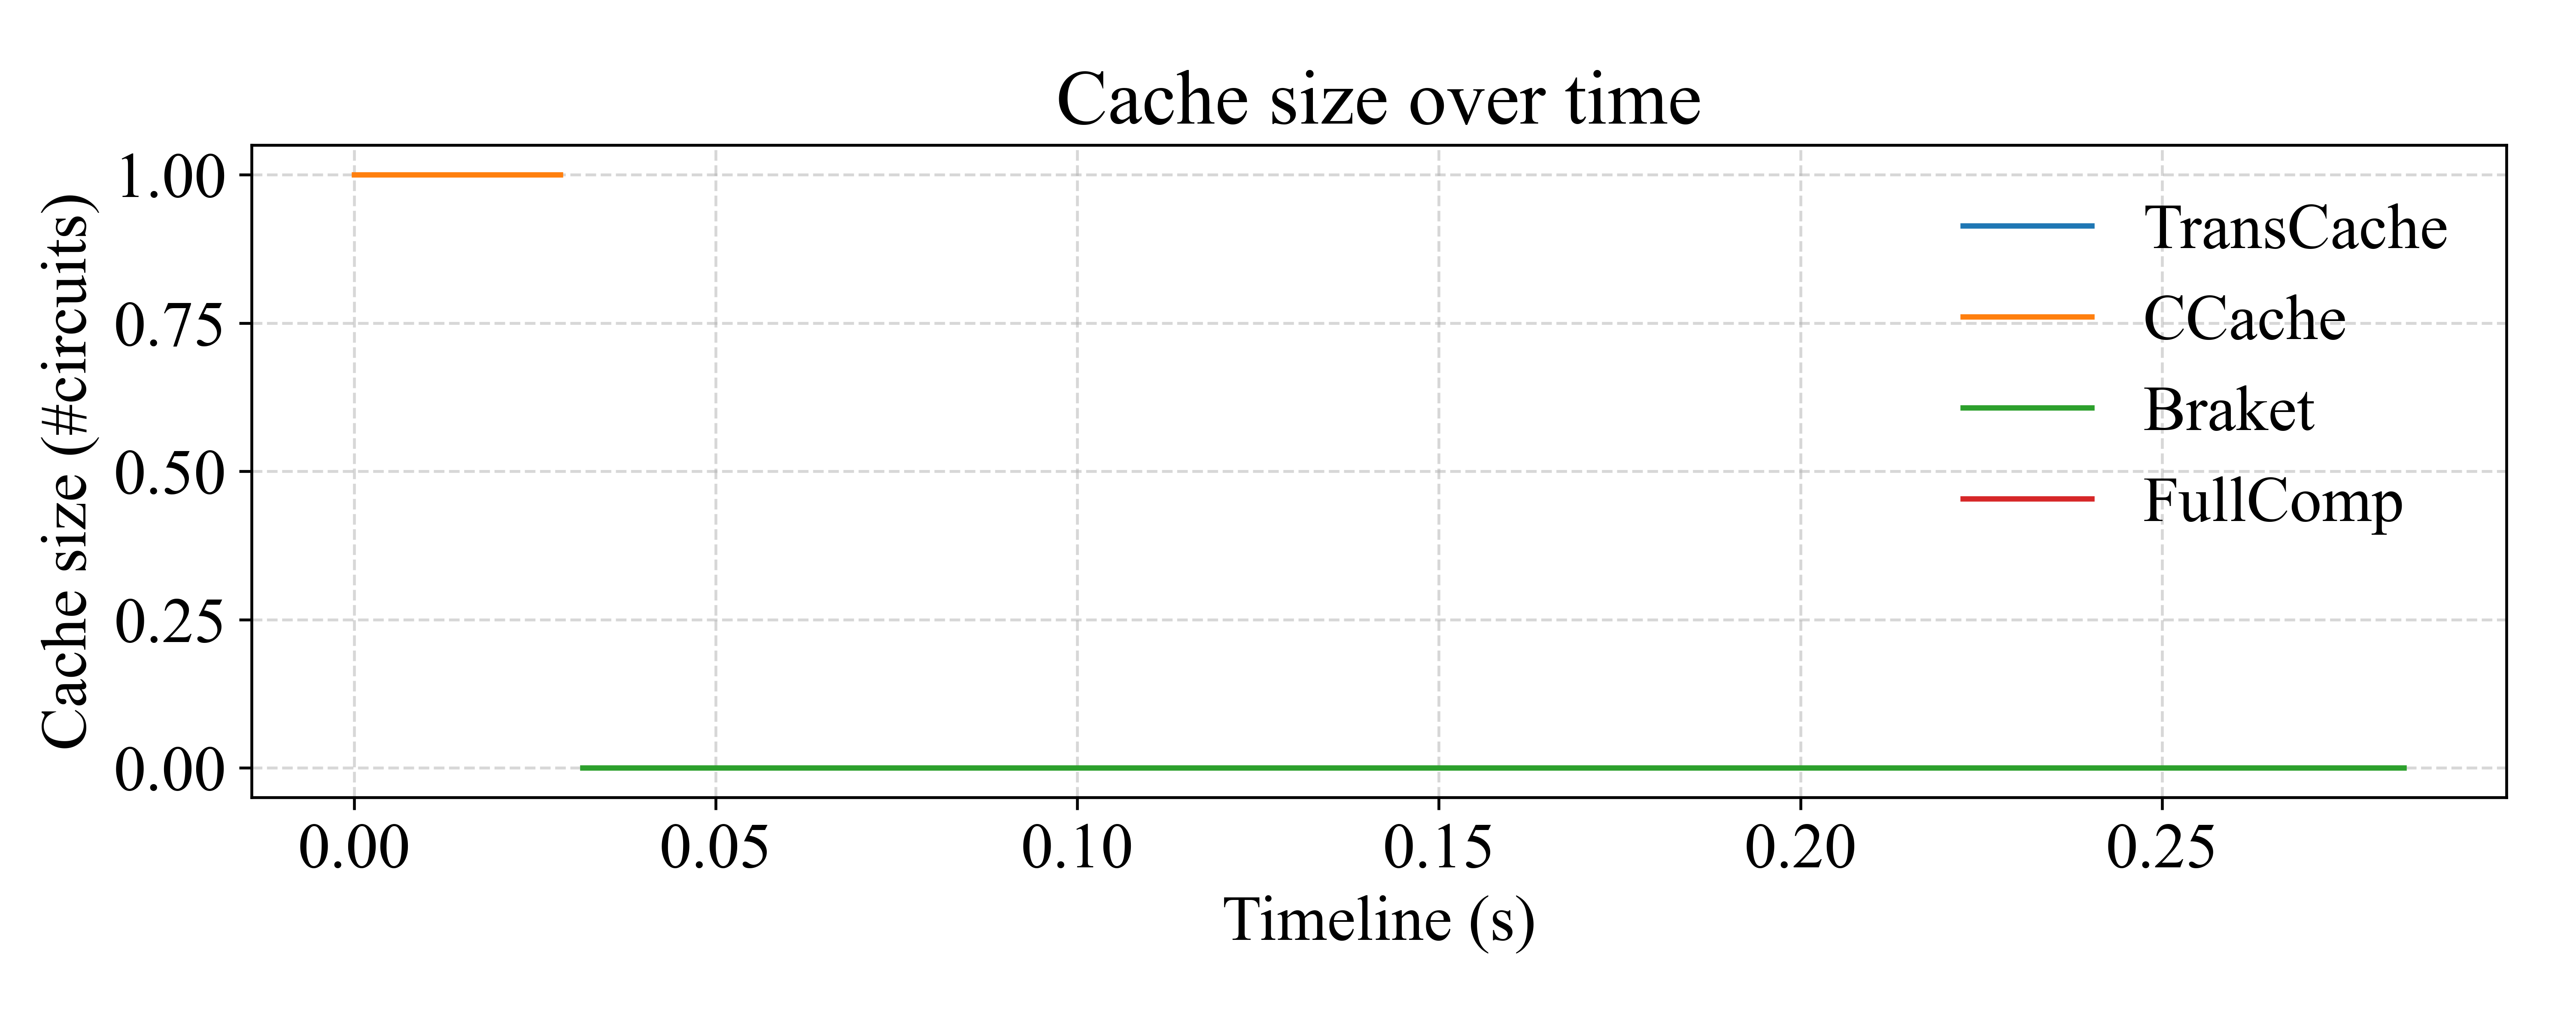 Cache size over time
Cache size (#circuits)
1.00
0.75
0.50
0.25
0.00
TransCache
CCache
Braket
FullComp
0.00 0.05 0.10 0.15 0.20 0.25
Timeline (s)